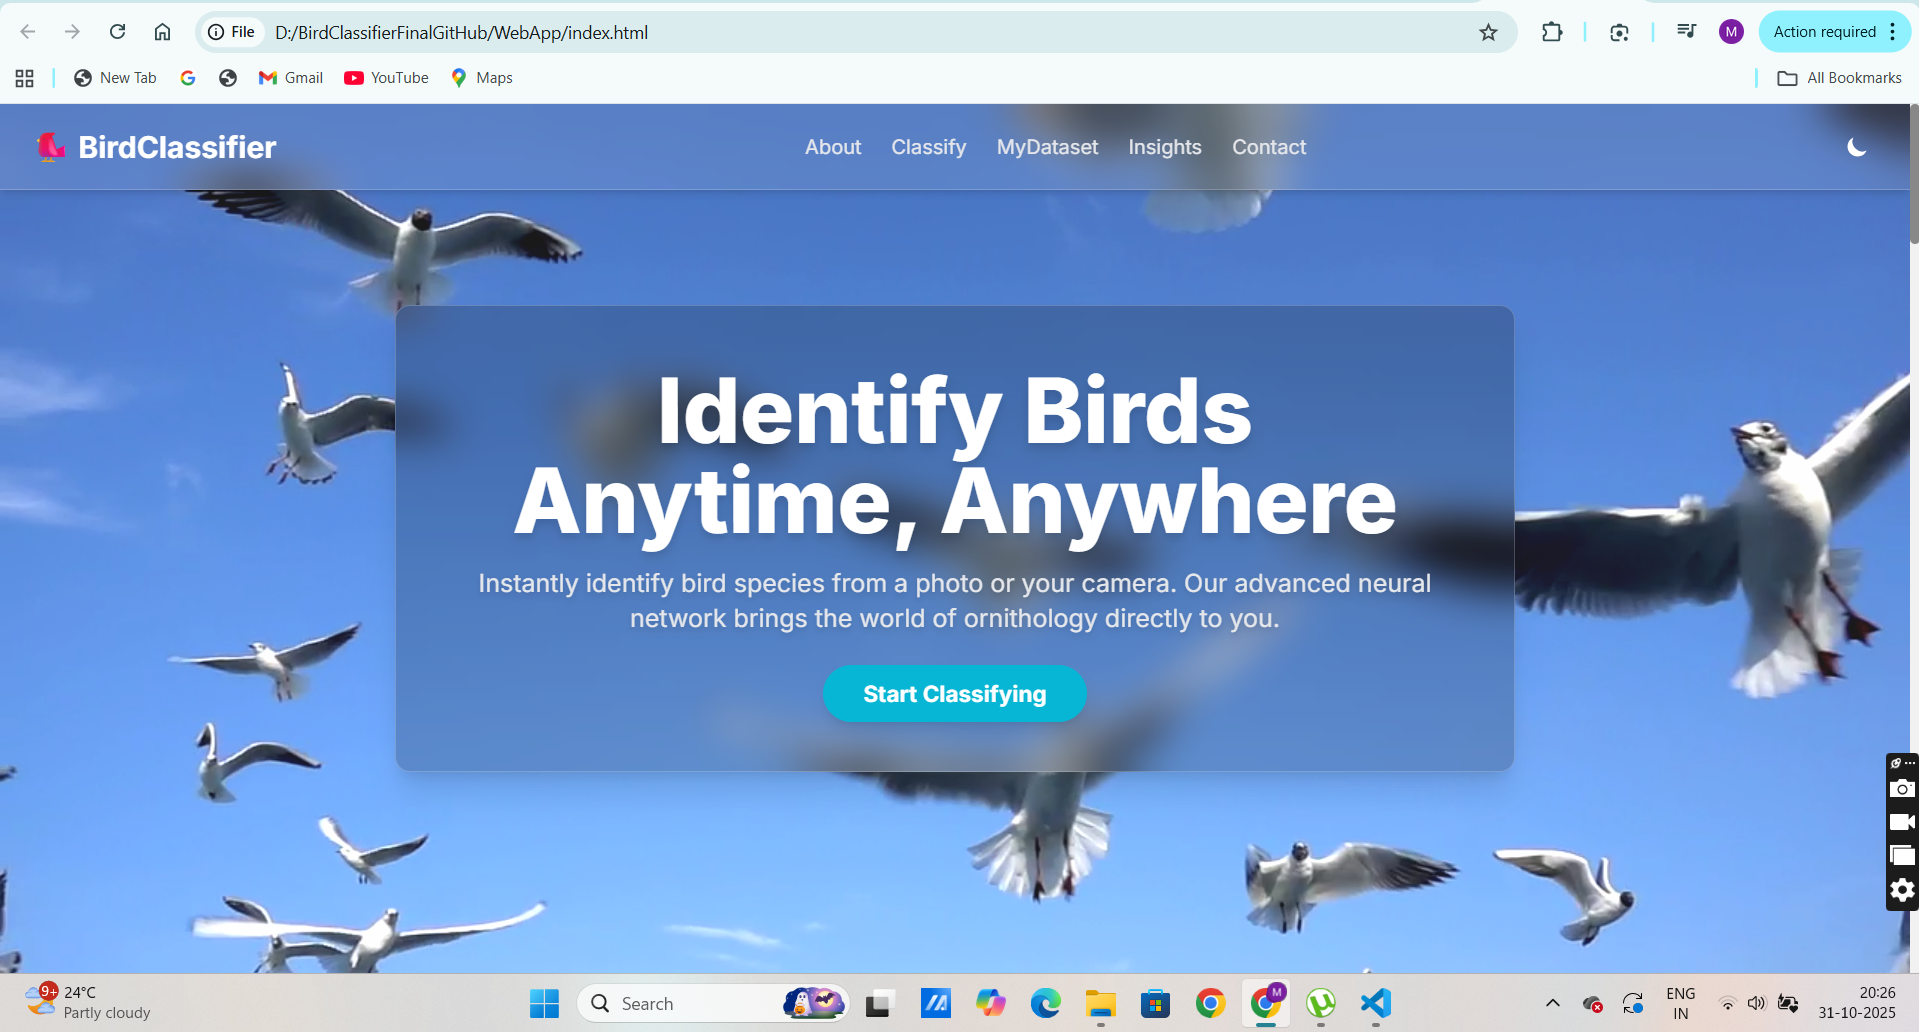 File D:/BirdClassifierFinalGitHub/WebApp/index.html M Action required
New Tab Gmail YouTube Maps All Bookmarks
BirdClassifier About Classify MyDataset Insights Contact
Identify Birds
Anytime, Anywhere
Instantly identify bird species from a photo or your camera. Our advanced neural
network brings the world of ornithology directly to you.
Start Classifying
9+ 24°C
Partly cloudy
Search
M
ENG
IN
20:26
31-10-2025